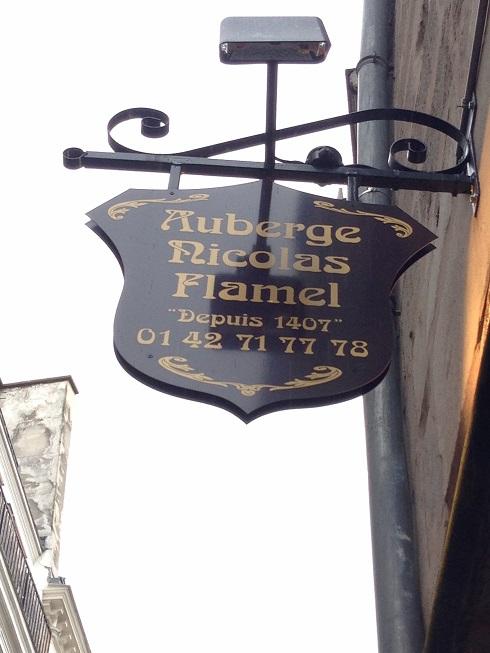 Auberge
Nicolas
Flamel
"Depuis 1407"
01 42 71 77 78